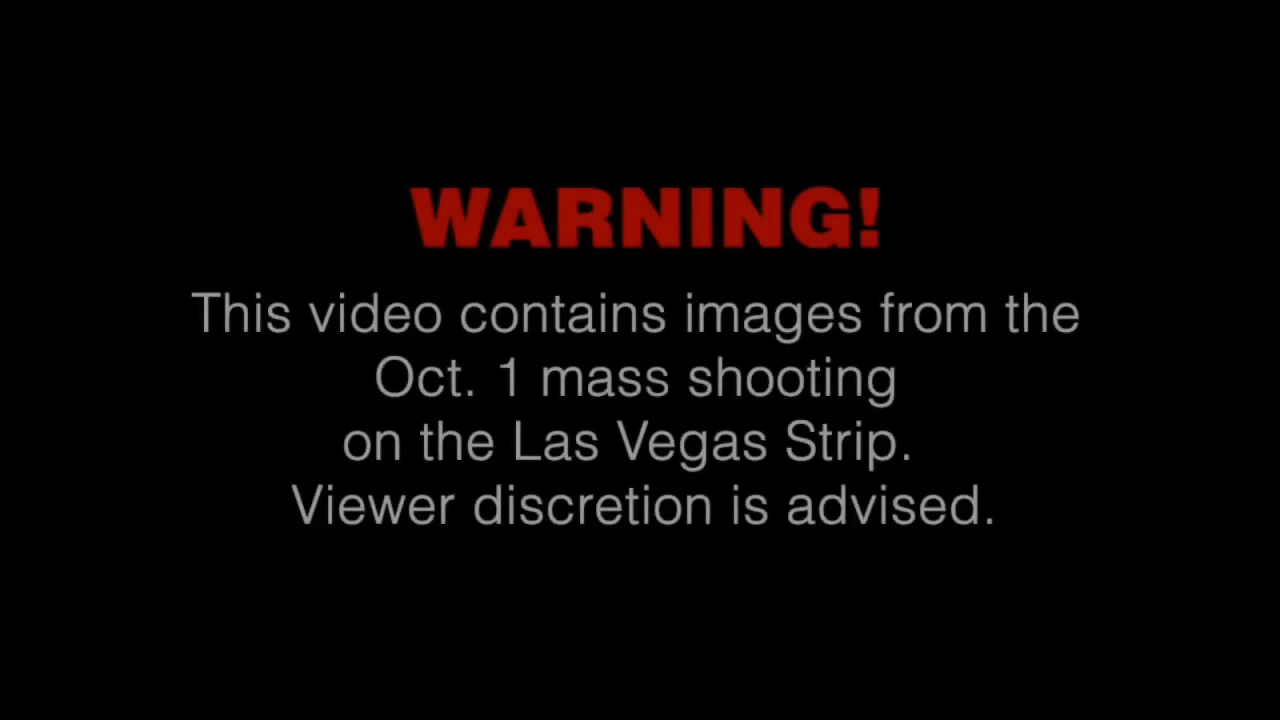 WARNING!
This video contains images from the
Oct. 1 mass shooting
on the Las Vegas Strip.
Viewer discretion is advised.